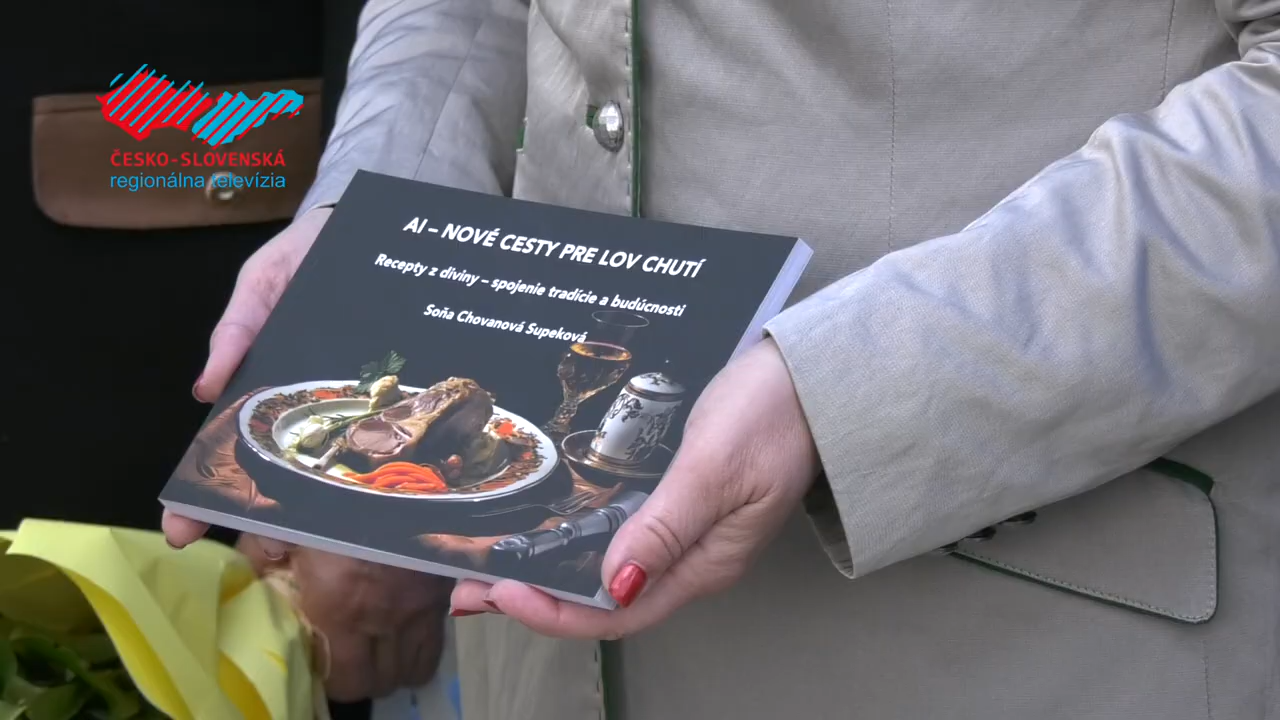 ČESKO-SLOVENSKÁ
regionálna televízia
AI – NOVÉ CESTY PRE LOV CHUTÍ
Recepty z diviny – spojenie tradície a budúcnosti
Soňa Chovanová Supeková